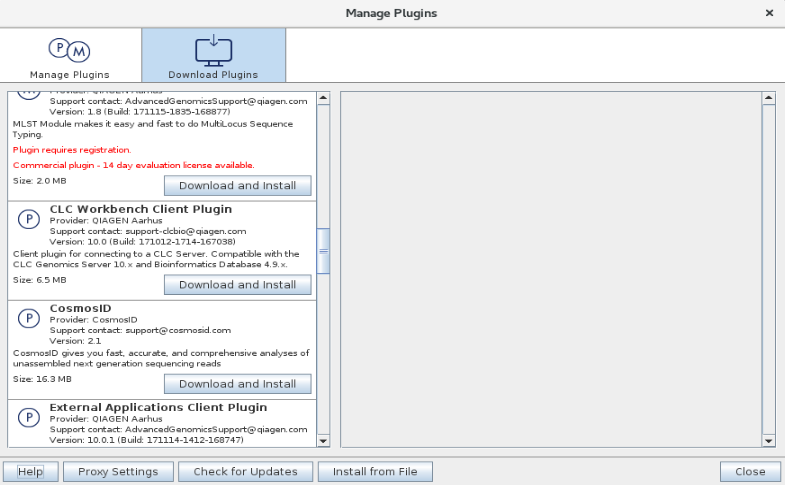 Manage Plugins
P M
Manage Plugins
Download Plugins
Support contact: AdvancedGenomicsSupport@qiagen.com
Version: 1.8 (Build: 171115-1835-168877)
MLST Module makes it easy and fast to do MultiLocus Sequence
Typing.
Plugin requires registration.
Commercial plugin - 14 day evaluation license available.
Size: 2.0 MB
Download and Install
P
CLC Workbench Client Plugin
Provider: QIAGEN Aarhus
Support contact: support-clcbio@qiagen.com
Version: 10.0 (Build: 171012-1714-167038)
Client plugin for connecting to a CLC Server. Compatible with the
CLC Genomics Server 10.x and Bioinformatics Database 4.9.x.
Size: 6.5 MB
Download and Install
P
CosmosID
Provider: CosmosID
Support contact: support@cosmosid.com
Version: 2.1
CosmosID gives you fast, accurate, and comprehensive analyses of
unassembled next generation sequencing reads
Size: 16.3 MB
Download and Install
P
External Applications Client Plugin
Provider: QIAGEN Aarhus
Support contact: AdvancedGenomicsSupport@qiagen.com
Version: 10.0.1 (Build: 171114-1412-168747)
Help
Proxy Settings
Check for Updates
Install from File
Close